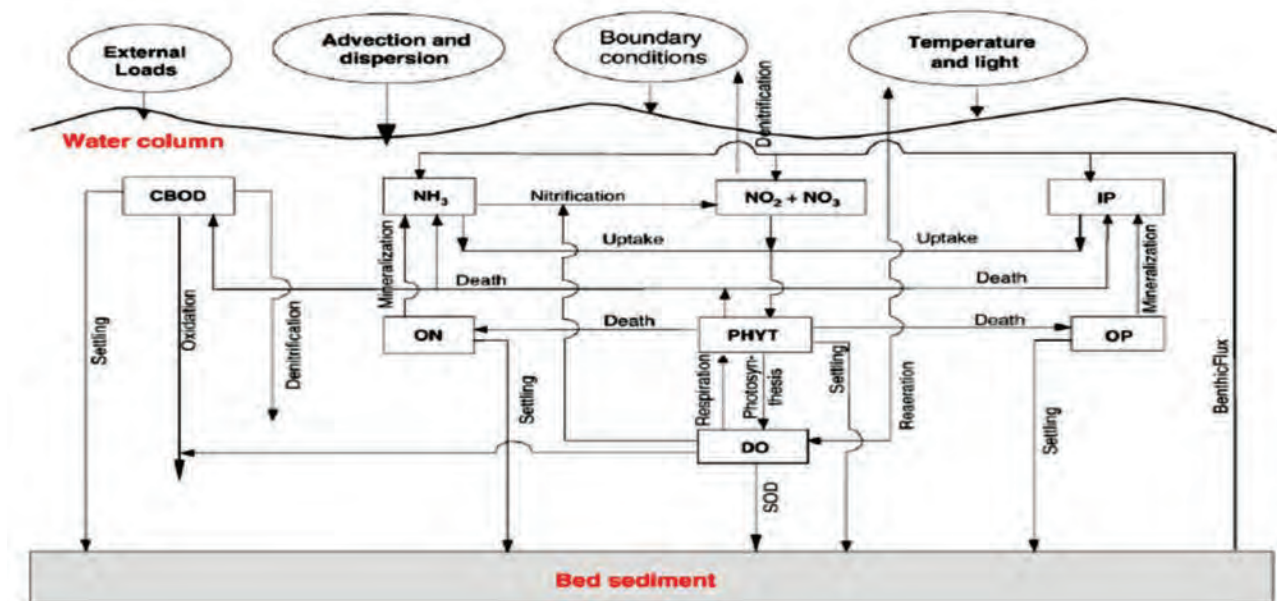 External
Loads
Advection and
dispersion
Boundary
conditions
Temperature
and light
Denitrification
Water column
CBOD
NH₃
Nitrification
NO₂ + NO₃
IP
Uptake
Uptake
Mineralization
Mineralization
Death
Death
Settling
Oxidation
Denitrification
ON
Death
PHYT
Death
OP
Settling
Respiration
Photosyn-
thesis
Settling
Reaeration
Settling
BenthicFlux
DO
SOD
Bed sediment